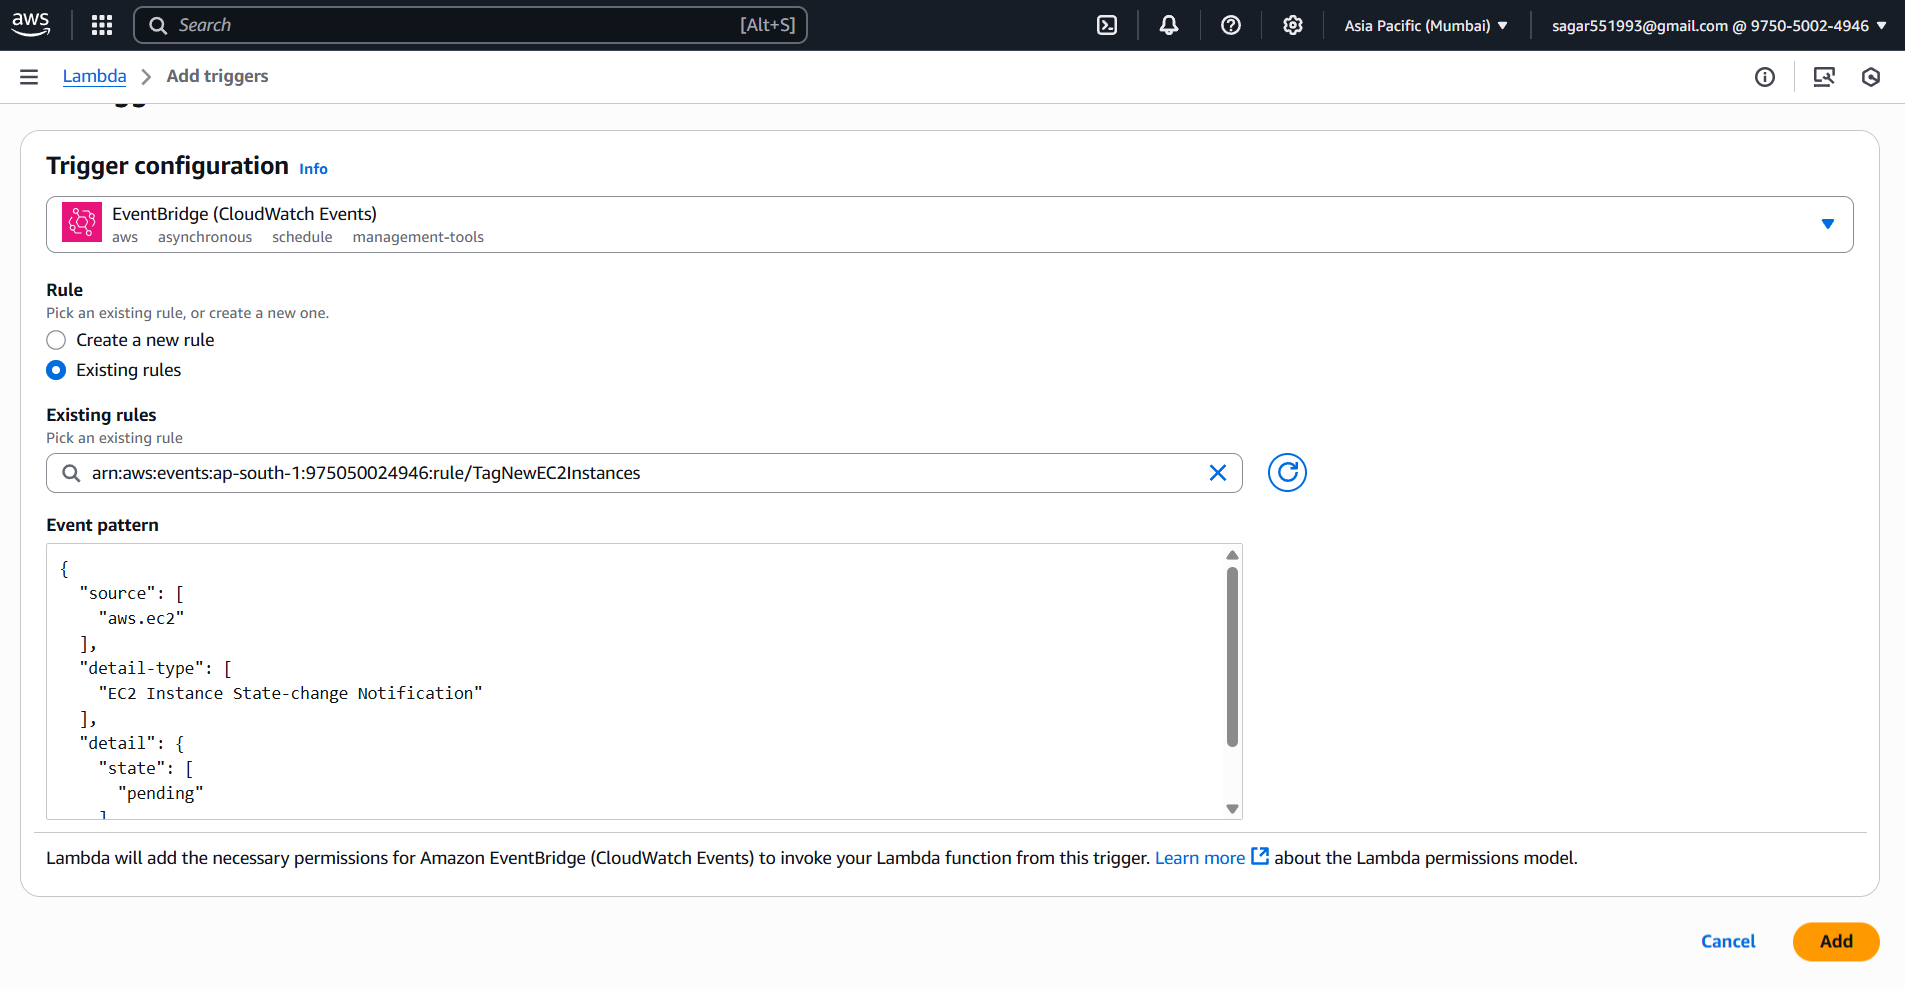 aws
Search
[Alt+S]
Asia Pacific (Mumbai)
sagar551993@gmail.com @ 9750-5002-4946
Lambda
Add triggers
Trigger configuration
Info
EventBridge (CloudWatch Events)
aws asynchronous schedule management-tools
Rule
Pick an existing rule, or create a new one.
Create a new rule
Existing rules
Existing rules
Pick an existing rule
arn:aws:events:ap-south-1:975050024946:rule/TagNewEC2Instances
Event pattern
{
"source": [
"aws.ec2"
],
"detail-type": [
"EC2 Instance State-change Notification"
],
"detail": {
"state": [
"pending"
]
Lambda will add the necessary permissions for Amazon EventBridge (CloudWatch Events) to invoke your Lambda function from this trigger. Learn more about the Lambda permissions model.
Cancel
Add